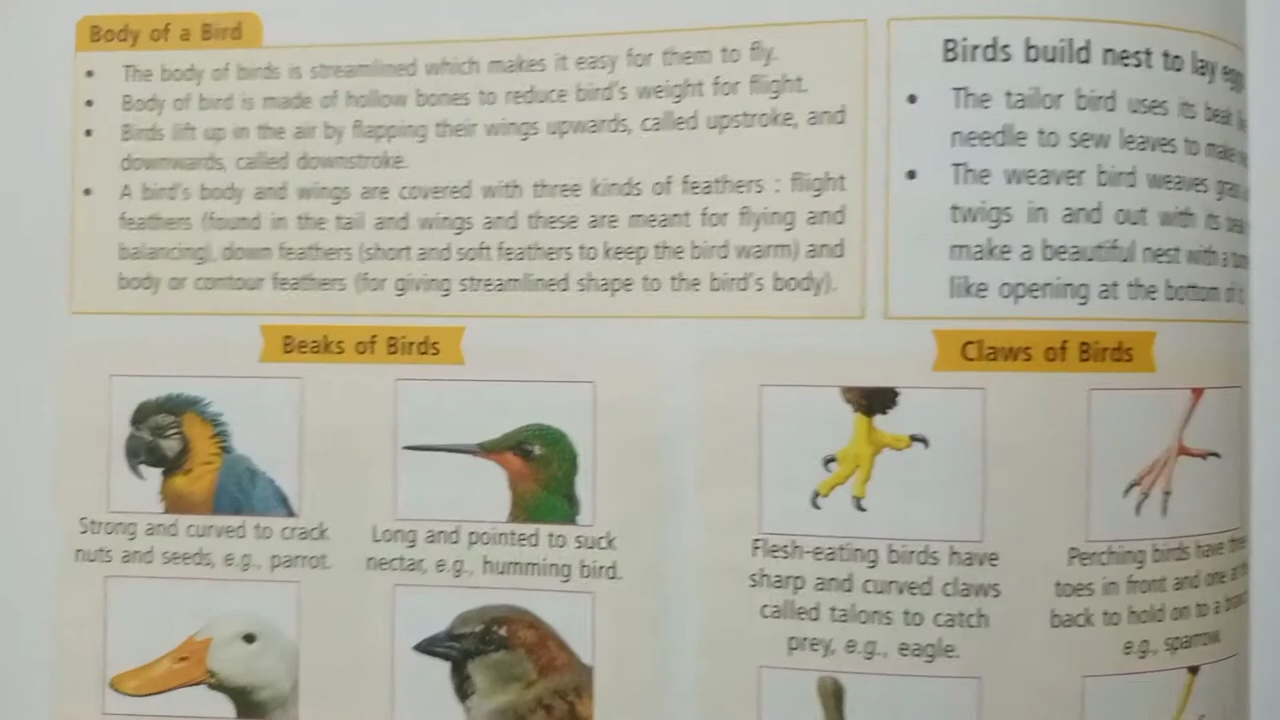 Body of a Bird
• The body of birds is streamlined which makes it easy for them to fly.
• Body of bird is made of hollow bones to reduce bird's weight for flight.
• Birds lift up in the air by flapping their wings upwards, called upstroke, and
downwards, called downstroke.
• A bird's body and wings are covered with three kinds of feathers : flight
feathers (found in the tail and wings and these are meant for flying and
balancing), down feathers (short and soft feathers to keep the bird warm) and
body or contour feathers (for giving streamlined shape to the bird's body).
Birds build nest to lay
• The tailor bird uses its beak
needle to sew leaves to make
• The weaver bird weaves
twigs in and out with its
make a beautiful nest with a
like opening at the bottom of
Beaks of Birds
Strong and curved to crack
nuts and seeds, e.g., parrot.
Long and pointed to suck
nectar, e.g., humming bird.
Claws of Birds
Flesh-eating birds have
sharp and curved claws
called talons to catch
prey, e.g., eagle.
Perching birds have
toes in front and one
back to hold on to a
e.g., sparrow.